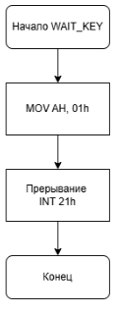 Начало WAIT_KEY
MOV AH, 01h
Прерывание
INT 21h
Конец